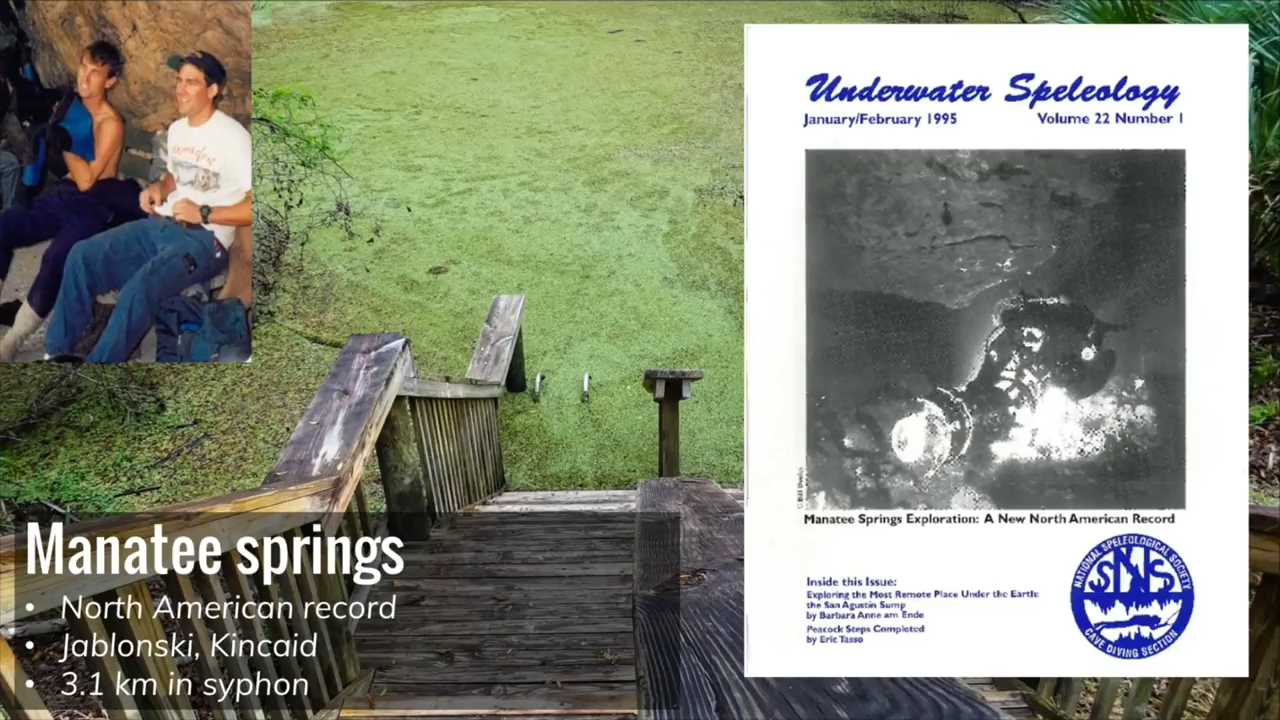 Underwater Speleology
January/February 1995
Volume 22 Number 1
Manatee Springs Exploration: A New North American Record
Inside this Issue:
Exploring the Most Remote Place Under the Earth:
the San Agustin Sump
by Barbara Anne am Ende
Peacock Steps Completed
by Eric Tasso
NATIONAL SPELEOLOGICAL SOCIETY
NSS
CAVE DIVING SECTION
Manatee springs
• North American record
• Jablonski, Kincaid
• 3.1 km in syphon